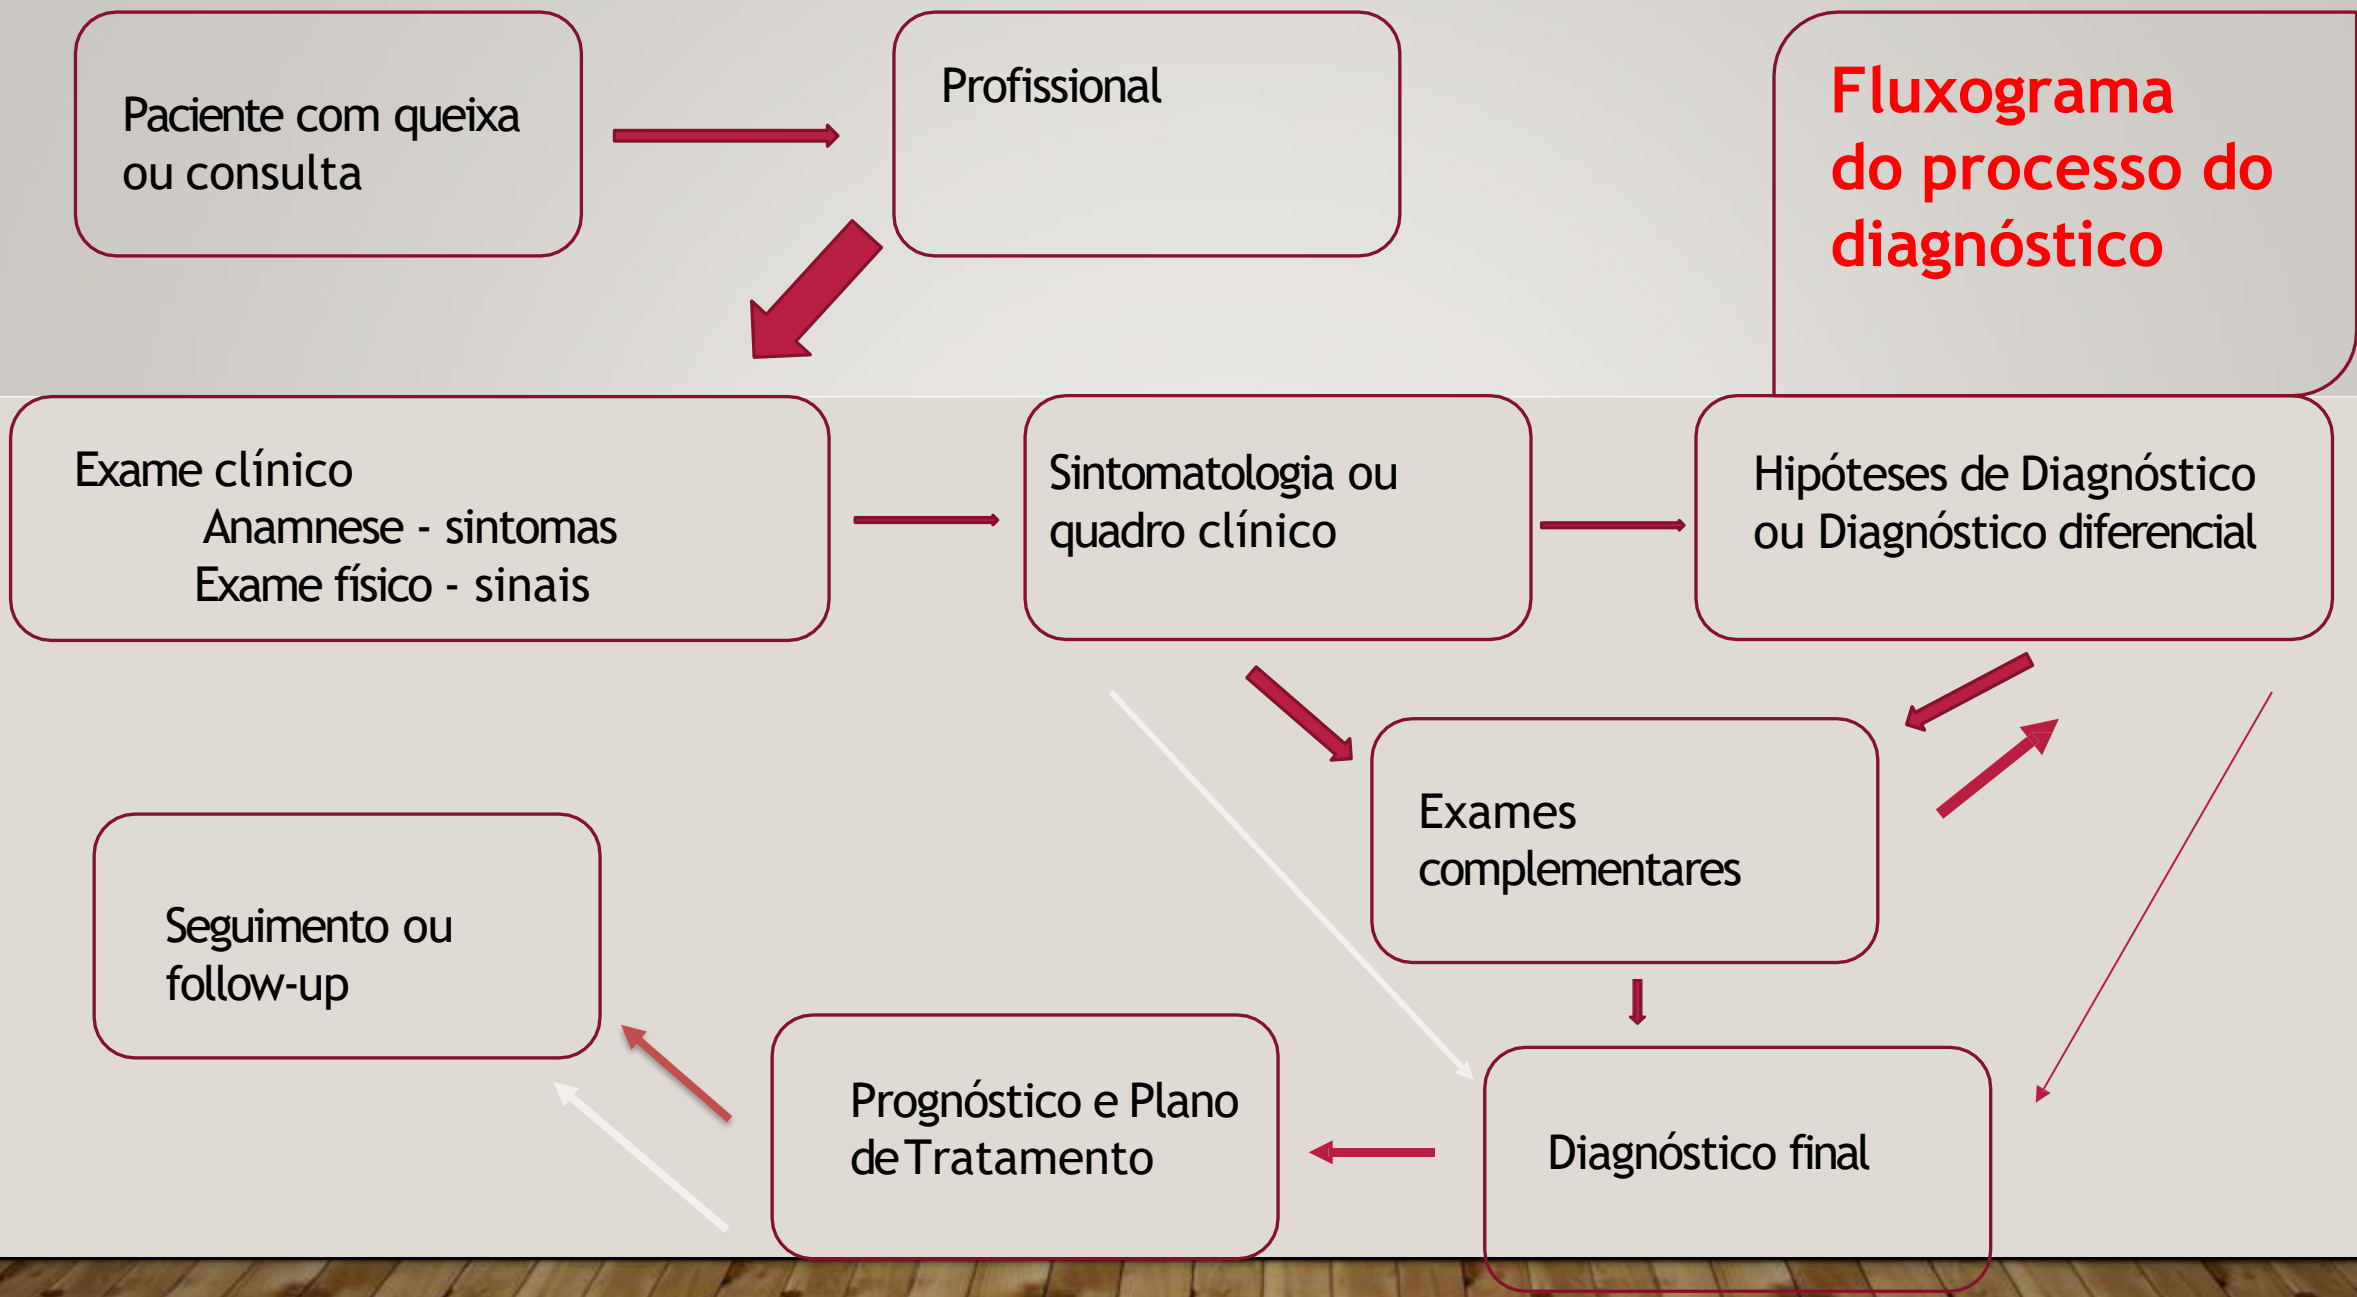 Paciente com queixa
ou consulta
Profissional
Fluxograma
do processo do
diagnóstico
Exame clínico
Anamnese - sintomas
Exame físico - sinais
Sintomatologia ou
quadro clínico
Hipóteses de Diagnóstico
ou Diagnóstico diferencial
Exames
complementares
Seguimento ou
follow-up
Prognóstico e Plano
de Tratamento
Diagnóstico final